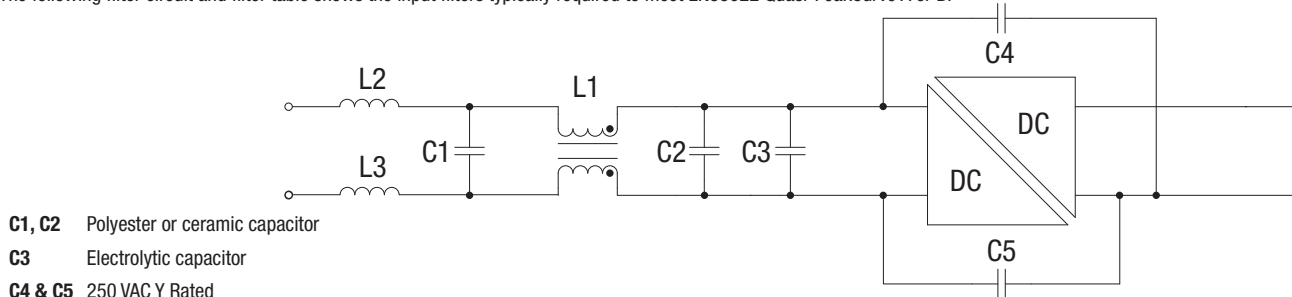 C4
L2
L1
DC
C1
C2
C3
L3
DC
C1, C2 Polyester or ceramic capacitor
C5
C3 Electrolytic capacitor
C4 & C5 250 VAC Y Rated